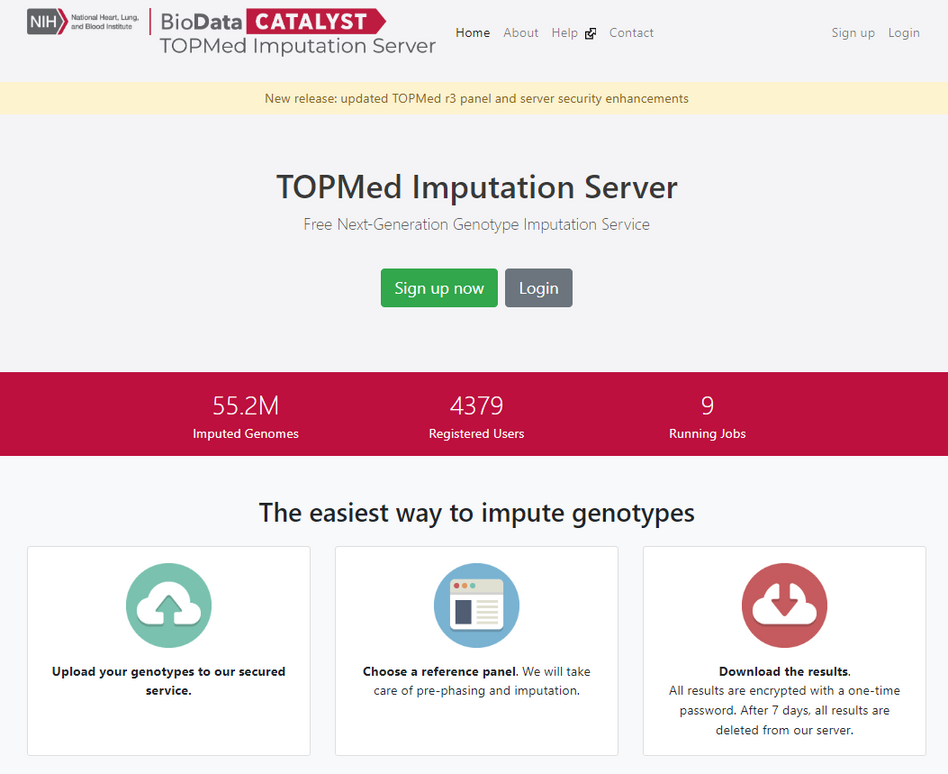 NIH National Heart, Lung, and Blood Institute
BioData CATALYST
TOPMed Imputation Server
Home About Help Contact Sign up Login
New release: updated TOPMed r3 panel and server security enhancements
TOPMed Imputation Server
Free Next-Generation Genotype Imputation Service
Sign up now Login
55.2M 4379 9
Imputed Genomes Registered Users Running Jobs
The easiest way to impute genotypes
Upload your genotypes to our secured
service.
Choose a reference panel. We will take
care of pre-phasing and imputation.
Download the results.
All results are encrypted with a one-time
password. After 7 days, all results are
deleted from our server.